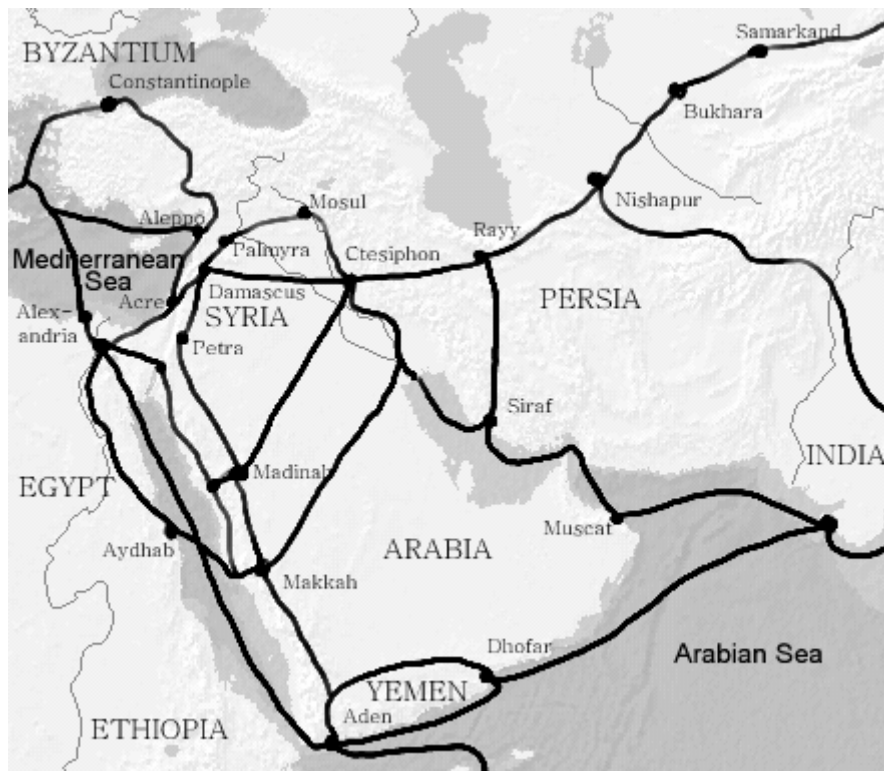 Samarkand
BYZANTIUM
Constantinople
Bukhara
Mosul
Nishapur
Aleppo
Rayy
Palmyra
Ctesiphon
Mediterranean
Sea
Damascus
PERSIA
Acre
Alex-
andria
SYRIA
Petra
Siraf
INDIA
Madinah
EGYPT
Muscat
Aydhab
ARABIA
Makkah
Dhofar
Arabian Sea
YEMEN
Aden
ETHIOPIA